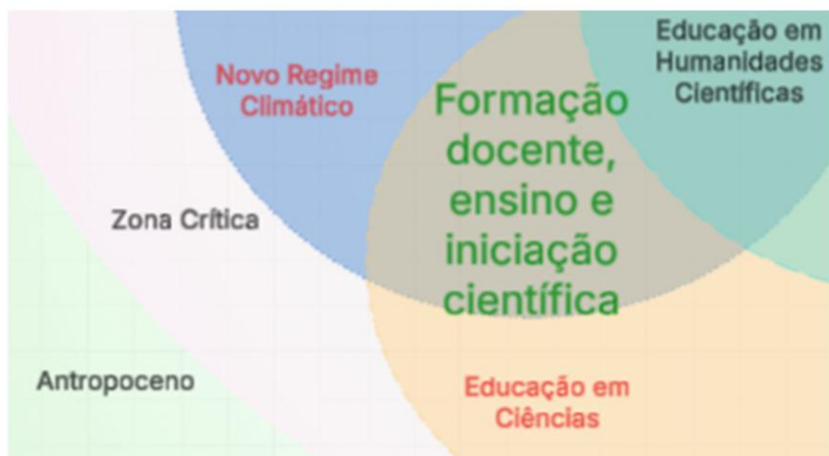 Educação em
Humanidades
Científicas
Novo Regime
Climático
Formação
docente,
ensino e
iniciação
científica
Zona Crítica
Antropoceno
Educação em
Ciências